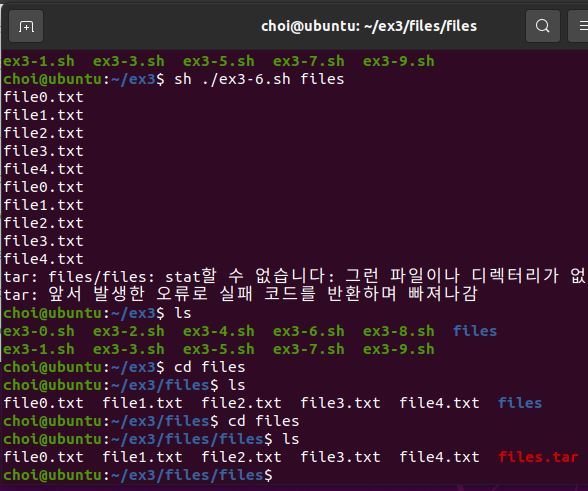 choi@ubuntu: ~/ex3/files/files
ex3-1.sh  ex3-3.sh  ex3-5.sh  ex3-7.sh  ex3-9.sh
choi@ubuntu:~/ex3$ sh ./ex3-6.sh files
file0.txt
file1.txt
file2.txt
file3.txt
file4.txt
file0.txt
file1.txt
file2.txt
file3.txt
file4.txt
tar: files/files: stat할 수 없습니다: 그런 파일이나 디렉터리가 없
tar: 앞서 발생한 오류로 실패 코드를 반환하며 빠져나감
choi@ubuntu:~/ex3$ ls
ex3-0.sh  ex3-2.sh  ex3-4.sh  ex3-6.sh  ex3-8.sh  files
ex3-1.sh  ex3-3.sh  ex3-5.sh  ex3-7.sh  ex3-9.sh
choi@ubuntu:~/ex3$ cd files
choi@ubuntu:~/ex3/files$ ls
file0.txt  file1.txt  file2.txt  file3.txt  file4.txt  files
choi@ubuntu:~/ex3/files$ cd files
choi@ubuntu:~/ex3/files/files$ ls
file0.txt  file1.txt  file2.txt  file3.txt  file4.txt  files.tar
choi@ubuntu:~/ex3/files/files$